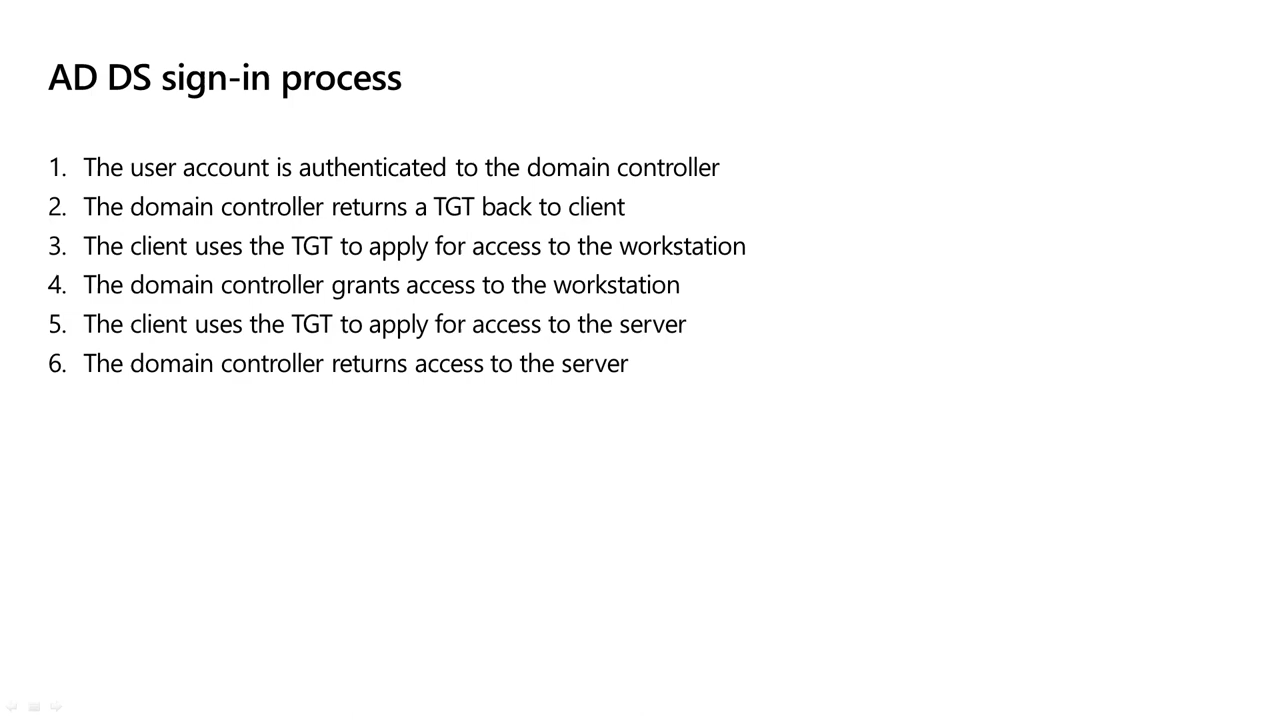 AD DS sign-in process
1. The user account is authenticated to the domain controller
2. The domain controller returns a TGT back to client
3. The client uses the TGT to apply for access to the workstation
4. The domain controller grants access to the workstation
5. The client uses the TGT to apply for access to the server
6. The domain controller returns access to the server